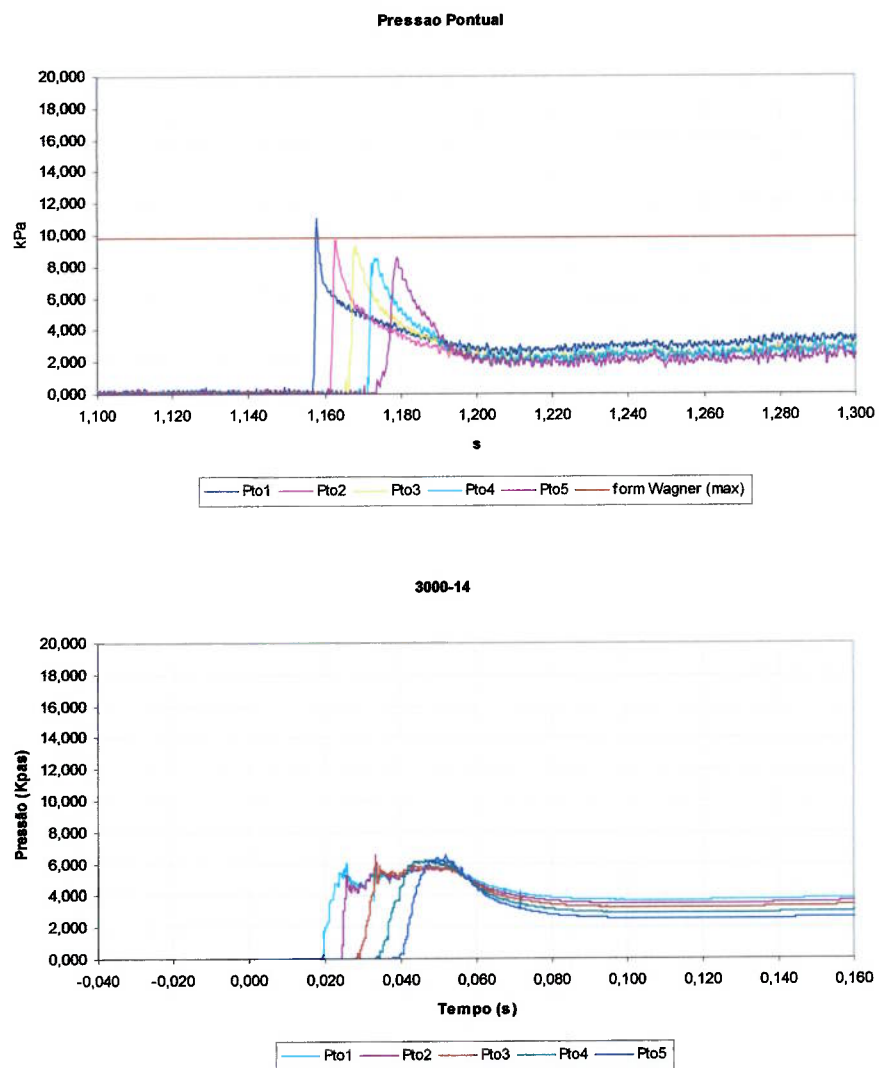 Pressao Pontual
20,000
18,000
16,000
14,000
12,000
10,000
8,000
6,000
4,000
2,000
0,000
kPa
1,100 1,120 1,140 1,160 1,180 1,200 1,220 1,240 1,260 1,280 1,300
s
Pto1 Pto2 Pto3 Pto4 Pto5 form Wagner (max)
3000-14
20,000
18,000
16,000
14,000
12,000
10,000
8,000
6,000
4,000
2,000
0,000
Pressão (Kpas)
-0,040 -0,020 0,000 0,020 0,040 0,060 0,080 0,100 0,120 0,140 0,160
Tempo (s)
Pto1 Pto2 Pto3 Pto4 Pto5